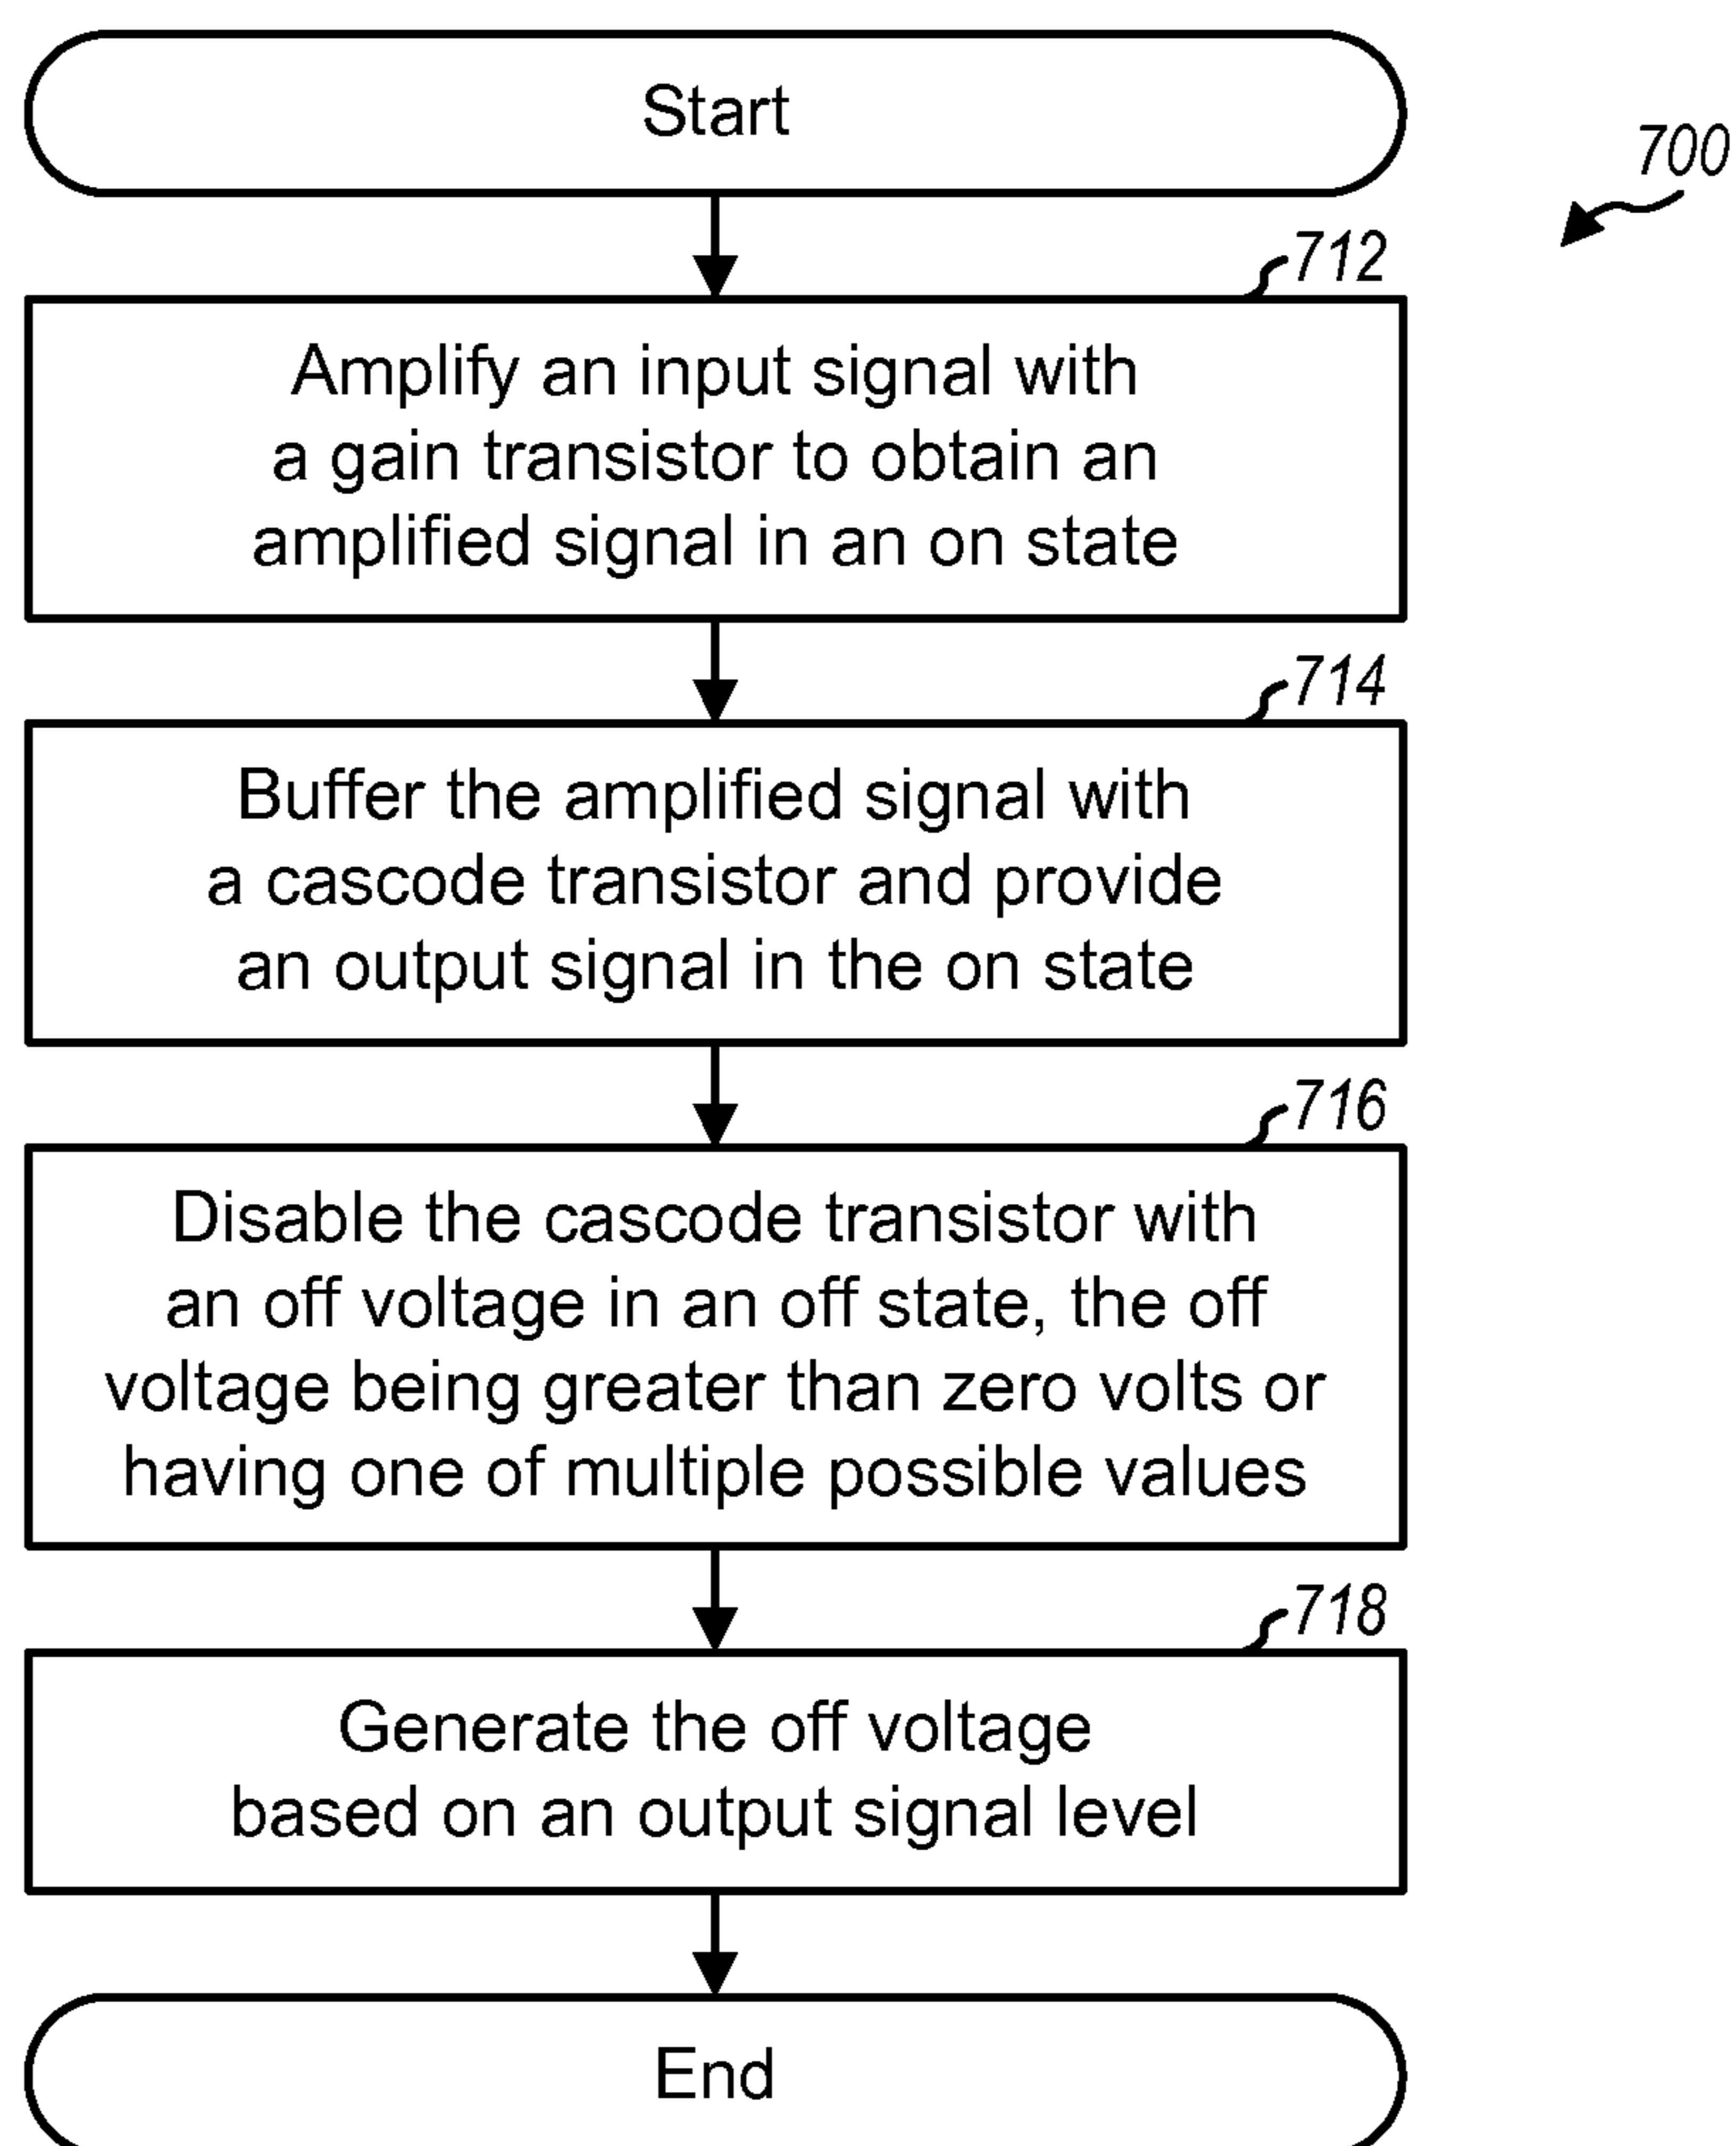 Start
700
712
Amplify an input signal with
a gain transistor to obtain an
amplified signal in an on state
714
Buffer the amplified signal with
a cascode transistor and provide
an output signal in the on state
716
Disable the cascode transistor with
an off voltage in an off state, the off
voltage being greater than zero volts or
having one of multiple possible values
718
Generate the off voltage
based on an output signal level
End